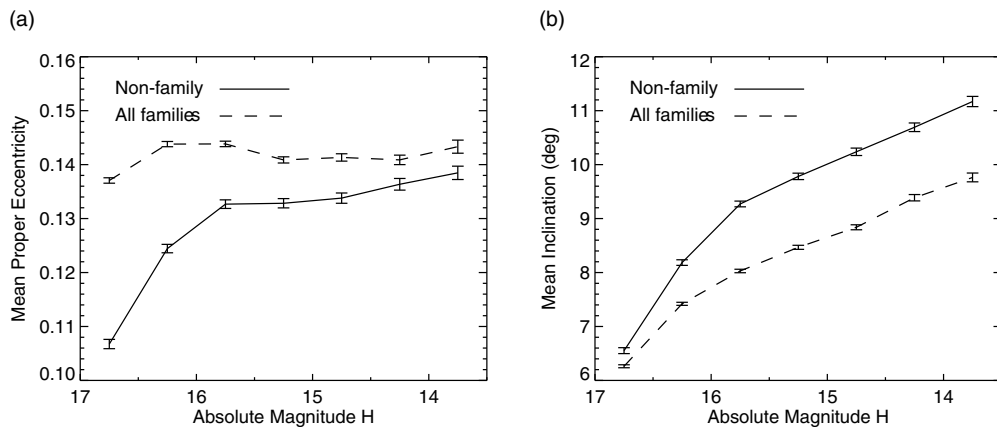 (a)
0.16
0.15
0.14
0.13
0.12
0.11
0.10
Mean Proper Eccentricity
Non-family
All families
17
16
15
14
Absolute Magnitude H
(b)
12
11
10
9
8
7
6
Mean Inclination (deg)
Non-family
All families
17
16
15
14
Absolute Magnitude H